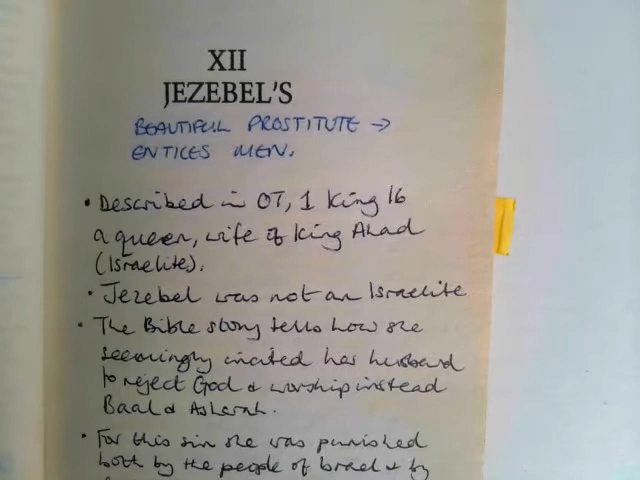 XII
JEZEBEL'S
BEAUTIFUL PROSTITUTE →
ENTICES MEN.
• Described in OT, 1 King 16
a queen, wife of King Ahad
(Israelite).
• Jezebel was not an Israelite
• The Bible story tells how she
seemingly incited her husband
to reject God & worship instead
Baal & Asherah.
• For this sin she was punished
both by the people of Israel & by